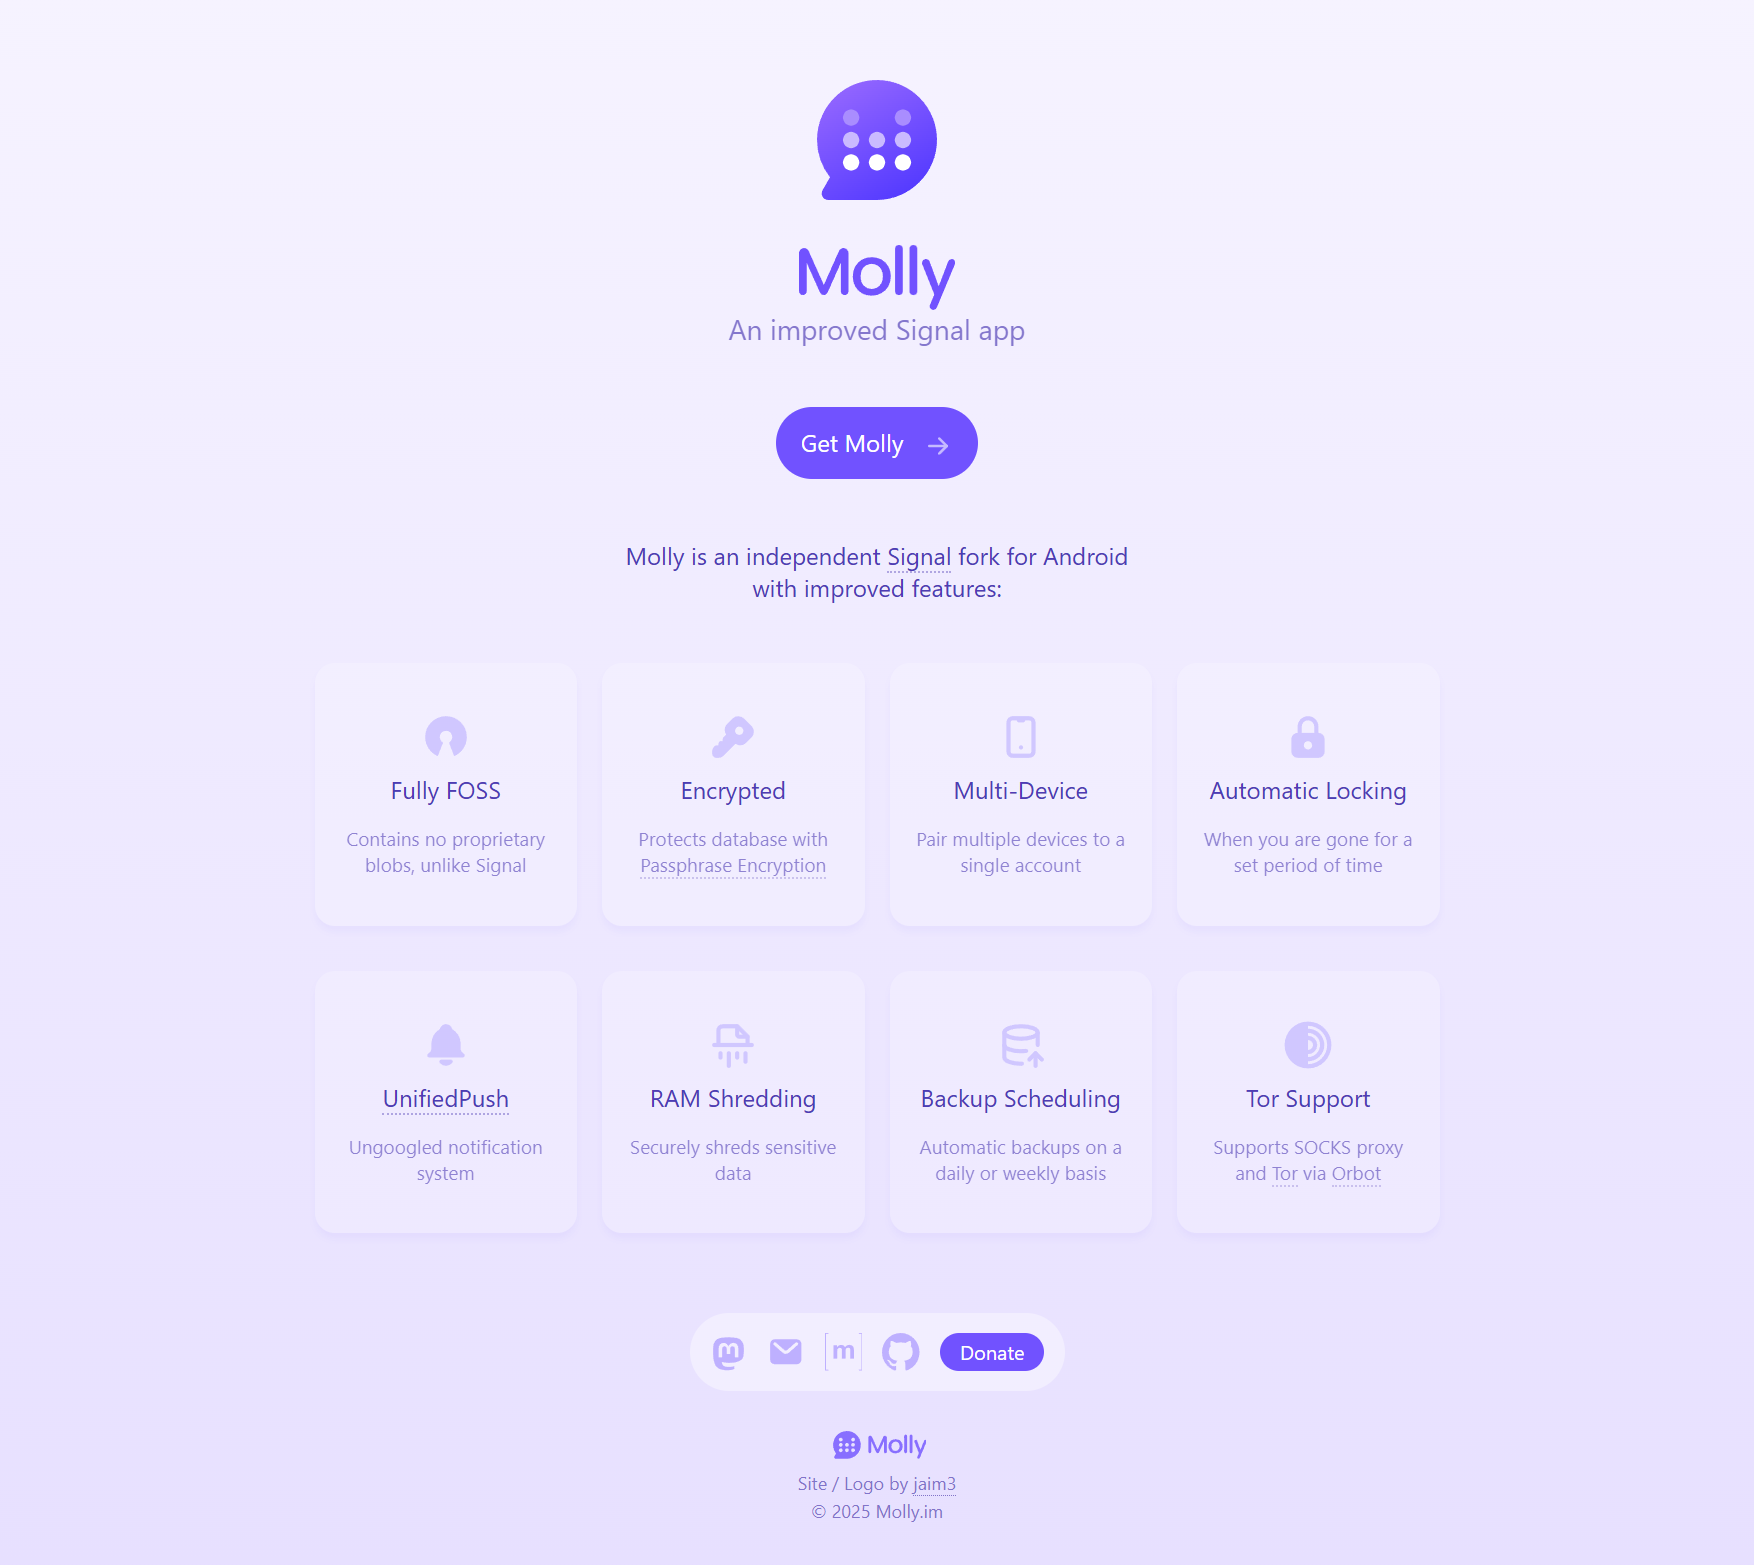 Molly
An improved Signal app
Get Molly
Molly is an independent Signal fork for Android
with improved features:
Fully FOSS
Contains no proprietary
blobs, unlike Signal
Encrypted
Protects database with
Passphrase Encryption
Multi-Device
Pair multiple devices to a
single account
Automatic Locking
When you are gone for a
set period of time
UnifiedPush
Ungoogled notification
system
RAM Shredding
Securely shreds sensitive
data
Backup Scheduling
Automatic backups on a
daily or weekly basis
Tor Support
Supports SOCKS proxy
and Tor via Orbot
[m]
Donate
Molly
Site / Logo by jaim3
© 2025 Molly.im